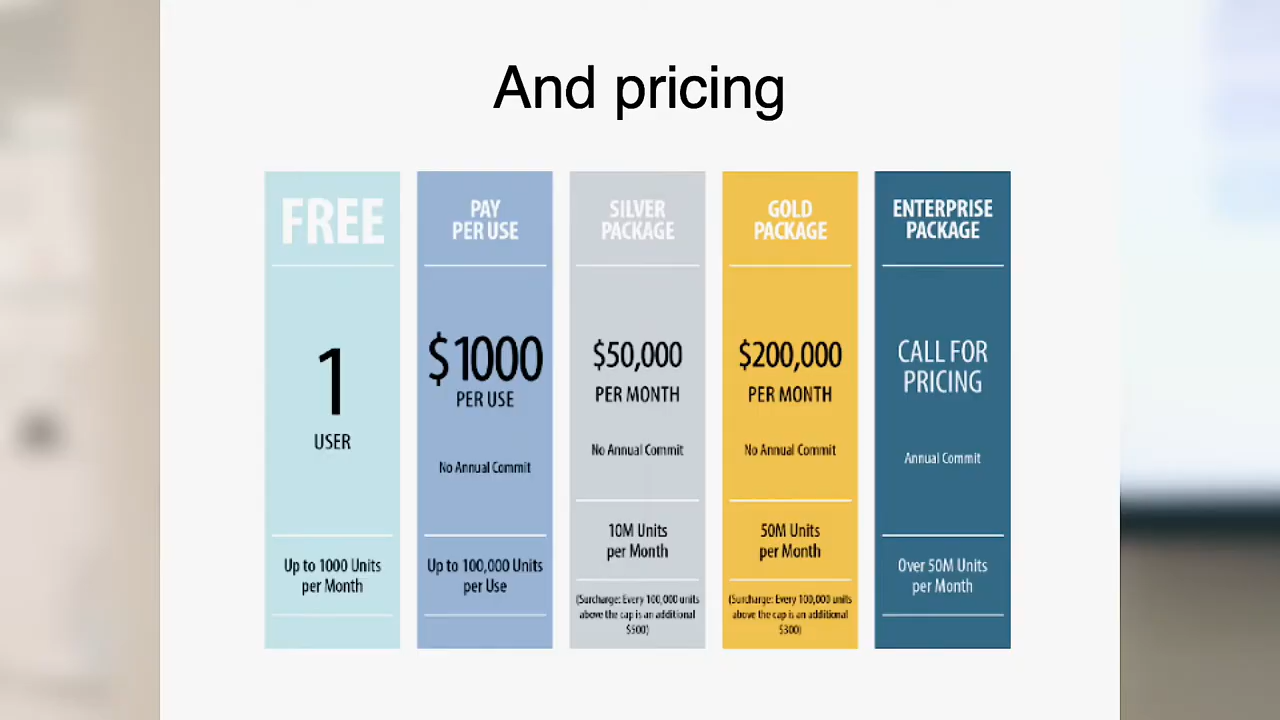 And pricing
FREE
1
USER
Up to 1000 Units
per Month
PAY
PER USE
$1000
PER USE
No Annual Commit
Up to 100,000 Units
per Use
SILVER
PACKAGE
$50,000
PER MONTH
No Annual Commit
10M Units
per Month
(Surcharge: Every 100,000 units
above the cap is an additional
$500)
GOLD
PACKAGE
$200,000
PER MONTH
No Annual Commit
50M Units
per Month
(Surcharge: Every 100,000 units
above the cap is an additional
$300)
ENTERPRISE
PACKAGE
CALL FOR
PRICING
Annual Commit
Over 50M Units
per Month